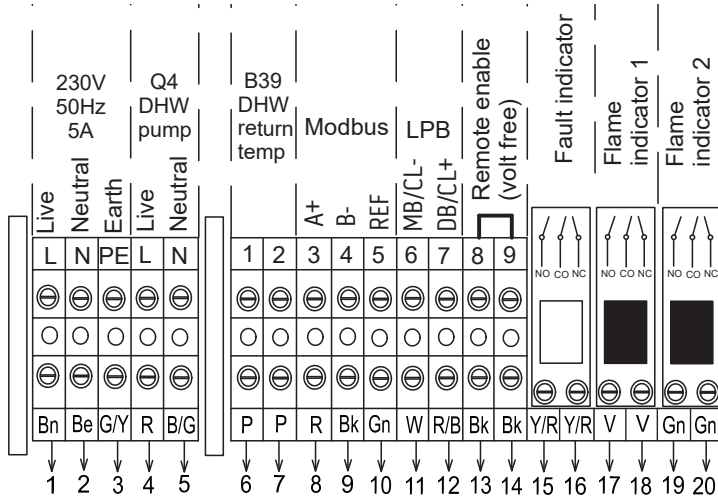 230V
50Hz
5A
Q4
DHW
pump
B39
DHW
return
temp
Modbus
LPB
Remote enable
(volt free)
Fault indicator
Flame
indicator 1
Flame
indicator 2
Live
Neutral
Earth
Live
Neutral
A+
B-
REF
MB/CL-
DB/CL+
L N PE L N 1 2 3 4 5 6 7 8 9
NO CO NC NO CO NC NO CO NC
Bn Be G/Y R B/G P P R Bk Gn W R/B Bk Bk Y/R Y/R V V Gn Gn
1 2 3 4 5 6 7 8 9 10 11 12 13 14 15 16 17 18 19 20